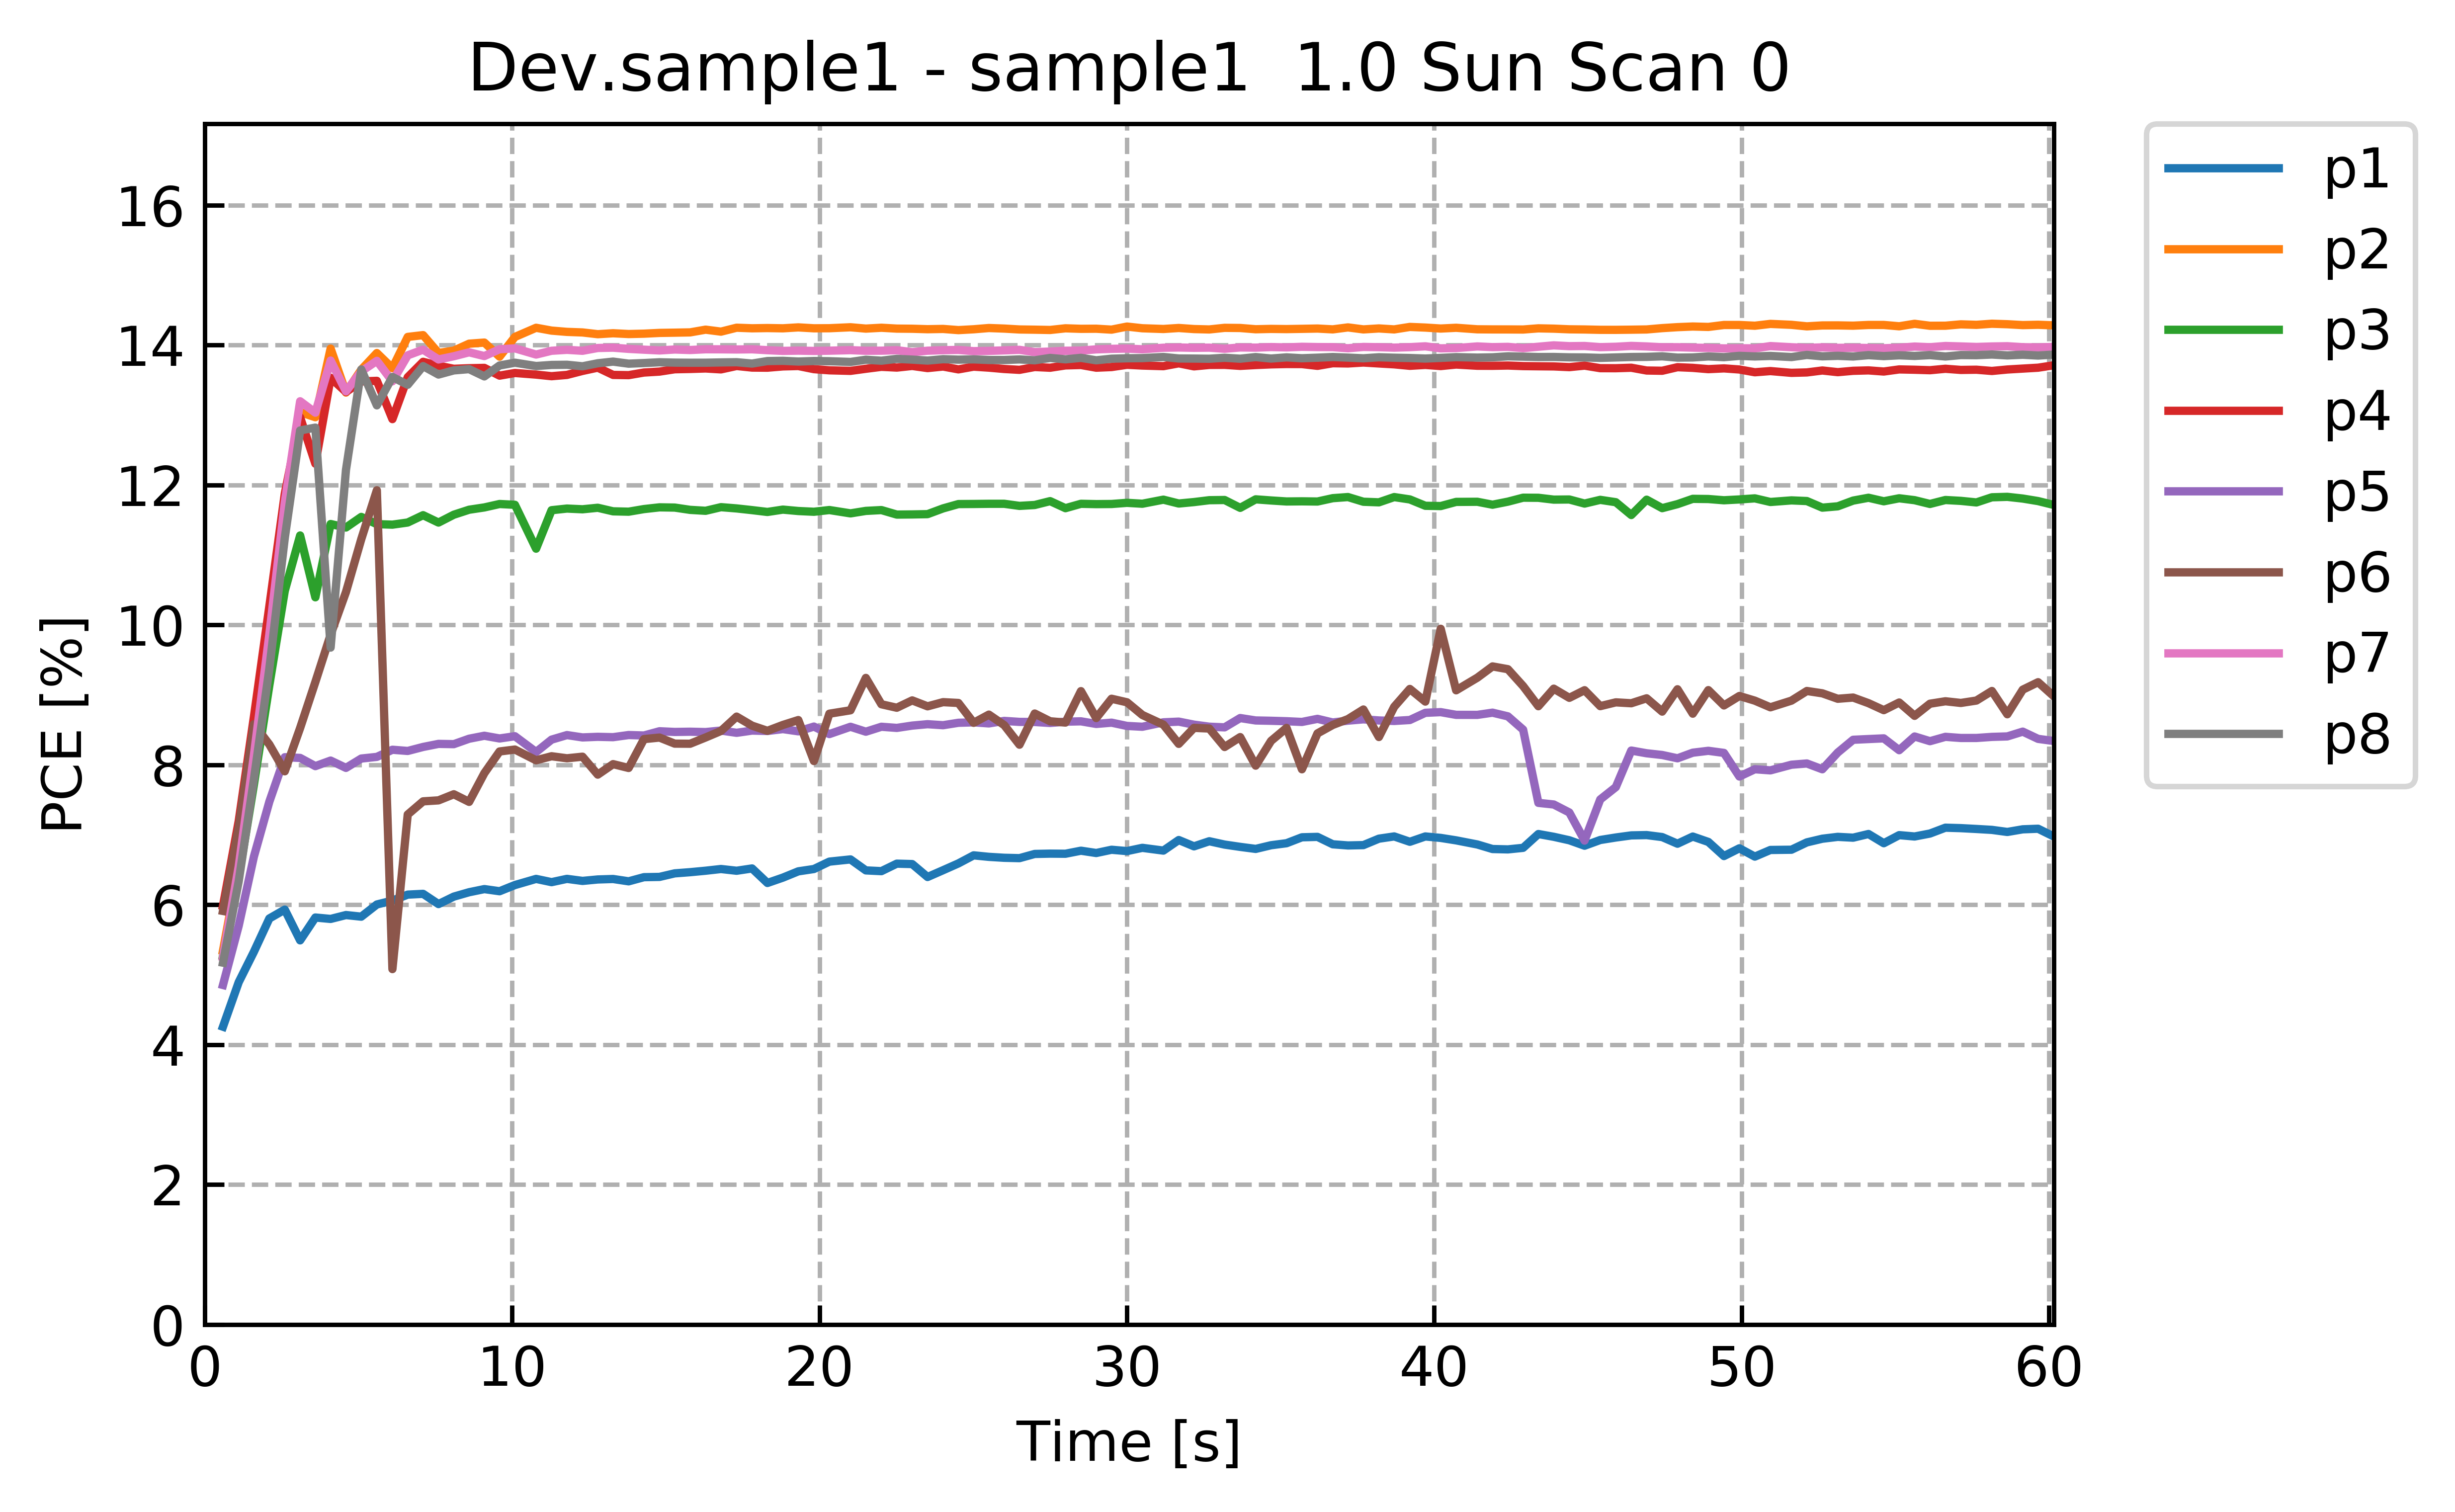 Dev.sample1 - sample1  1.0 Sun Scan 0
PCE [%]
16
14
12
10
8
6
4
2
0
0 10 20 30 40 50 60
Time [s]
p1
p2
p3
p4
p5
p6
p7
p8